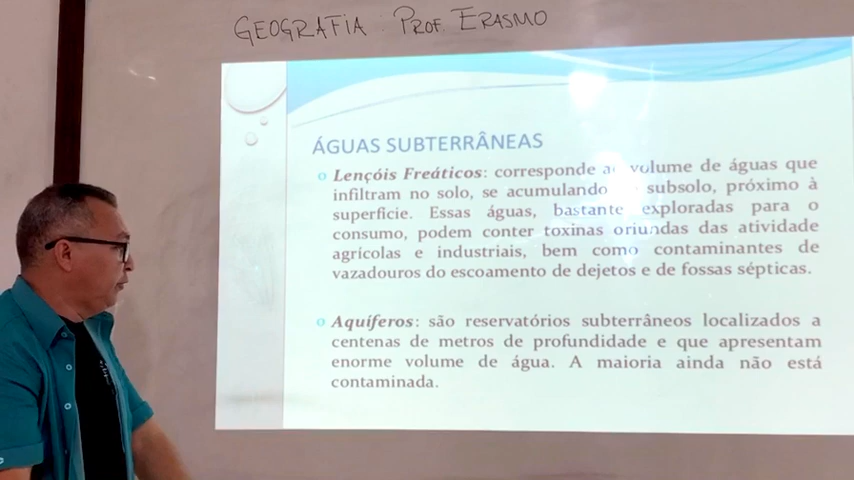 GEOGRAFIA PROF. ERASMO
ÁGUAS SUBTERRÂNEAS
Lençóis Freáticos: corresponde volume de águas que
infiltram no solo, se acumulando subsolo, próximo à
superfície. Essas águas, bastante exploradas para o
consumo, podem conter toxinas oriundas das atividade
agrícolas e industriais, bem como contaminantes de
vazadouros do escoamento de dejetos e de fossas sépticas.
Aquíferos: são reservatórios subterrâneos localizados a
centenas de metros de profundidade e que apresentam
enorme volume de água. A maioria ainda não está
contaminada.